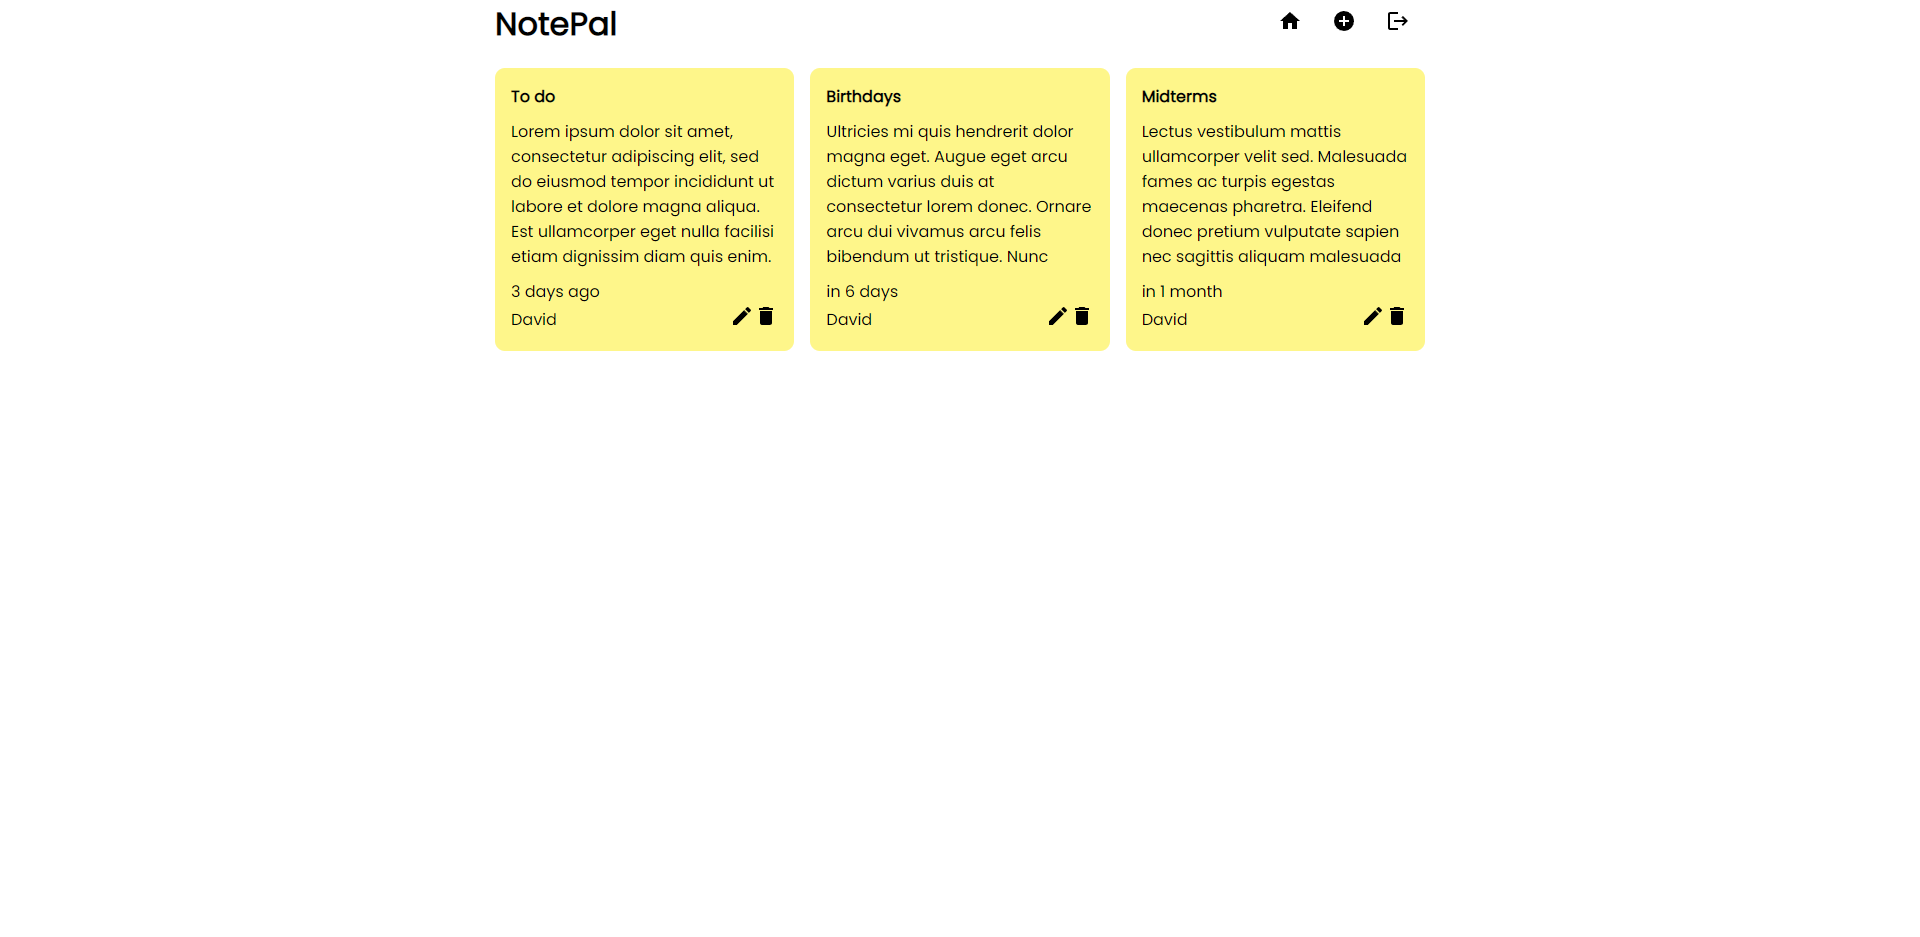 NotePal
To do
Lorem ipsum dolor sit amet,
consectetur adipiscing elit, sed
do eiusmod tempor incididunt ut
labore et dolore magna aliqua.
Est ullamcorper eget nulla facilisi
etiam dignissim diam quis enim.
3 days ago
David
Birthdays
Ultricies mi quis hendrerit dolor
magna eget. Augue eget arcu
dictum varius duis at
consectetur lorem donec. Ornare
arcu dui vivamus arcu felis
bibendum ut tristique. Nunc
in 6 days
David
Midterms
Lectus vestibulum mattis
ullamcorper velit sed. Malesuada
fames ac turpis egestas
maecenas pharetra. Eleifend
donec pretium vulputate sapien
nec sagittis aliquam malesuada
in 1 month
David